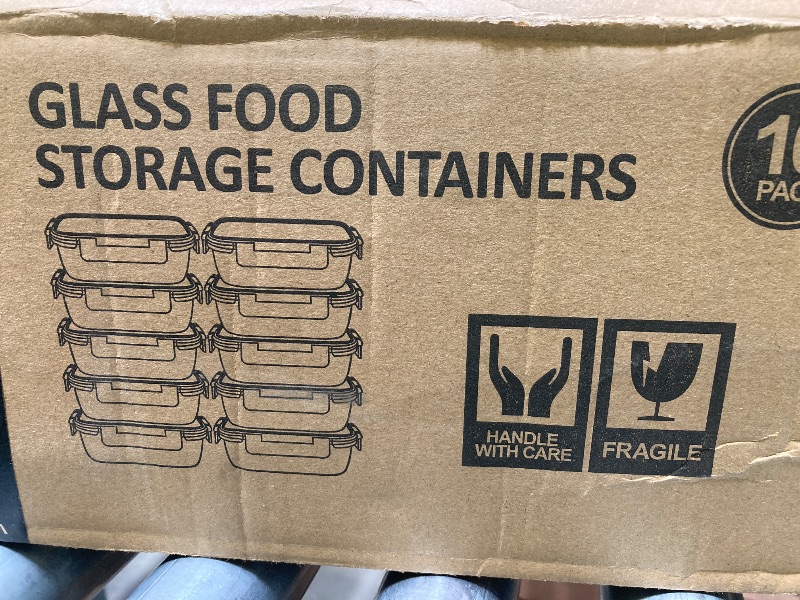 GLASS FOOD
STORAGE CONTAINERS
HANDLE
WITH CARE
FRAGILE